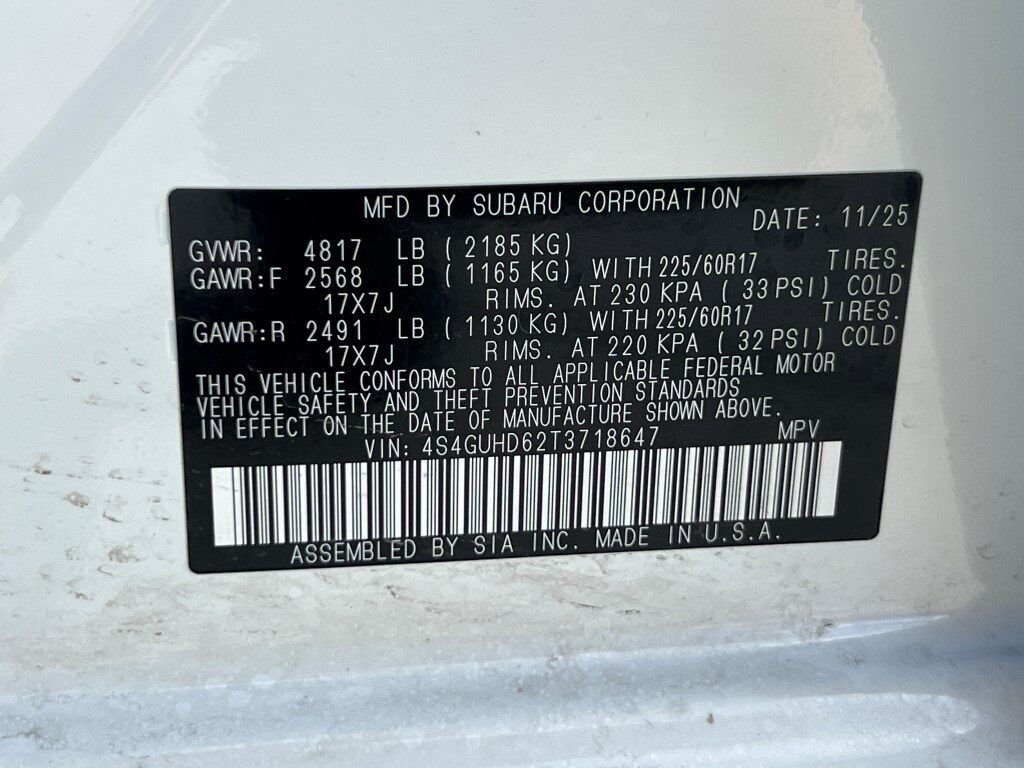 MFD BY SUBARU CORPORATION
DATE: 11/25
GVWR: 4817 LB ( 2185 KG)
GAWR:F 2568 LB ( 1165 KG) WITH 225/60R17 TIRES.
17X7J RIMS. AT 230 KPA ( 33 PSI) COLD
GAWR:R 2491 LB ( 1130 KG) WITH 225/60R17 TIRES.
17X7J RIMS. AT 220 KPA ( 32 PSI) COLD
THIS VEHICLE CONFORMS TO ALL APPLICABLE FEDERAL MOTOR
VEHICLE SAFETY AND THEFT PREVENTION STANDARDS
IN EFFECT ON THE DATE OF MANUFACTURE SHOWN ABOVE.
VIN: 4S4GUHD62T3718647 MPV
ASSEMBLED BY SIA INC. MADE IN U.S.A.